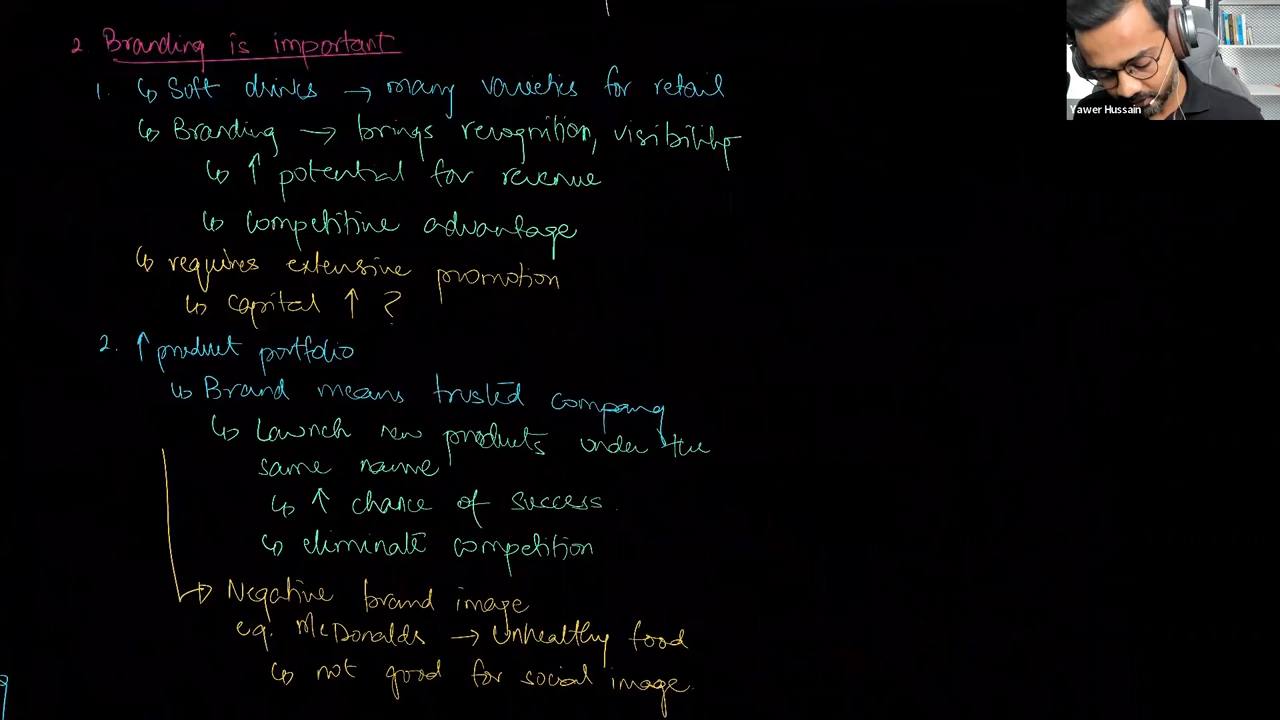 2. Branding is important
1. ↳ Soft drinks → many varieties for retail
↳ Branding → brings recognition, visibility
↳ ↑ potential for revenue
↳ competitive advantage
↳ requires extensive promotion
↳ capital ↑ ?
2. ↑ product portfolio
↳ Brand means trusted company
↳ Launch new products under the
same name
↳ ↑ chance of success.
↳ eliminate competition
↳ Negative brand image
eg. McDonalds → Unhealthy food
↳ not good for social image.
Yawer Hussain